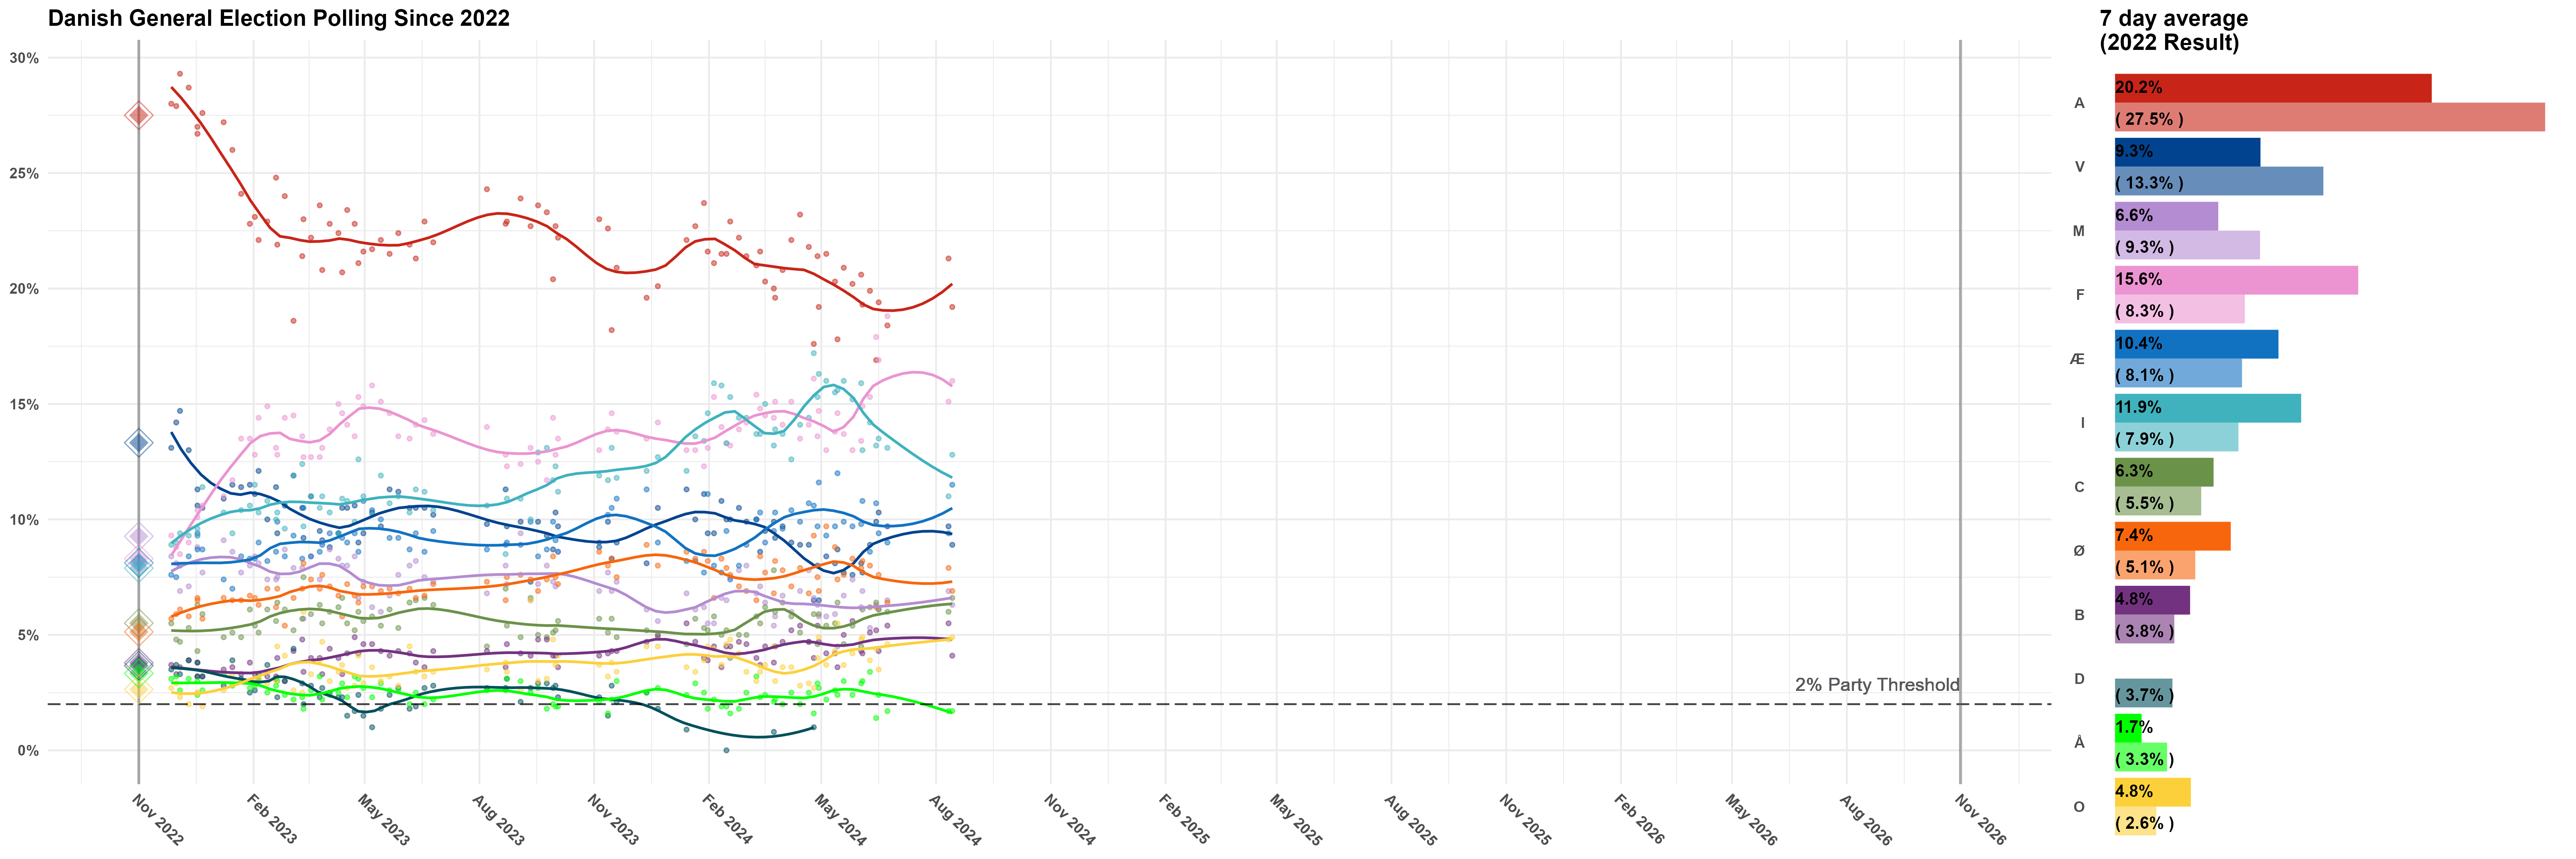 Danish General Election Polling Since 2022
30%
25%
20%
15%
10%
5%
0%
2% Party Threshold
Nov 2022
Feb 2023
May 2023
Aug 2023
Nov 2023
Feb 2024
May 2024
Aug 2024
Nov 2024
Feb 2025
May 2025
Aug 2025
Nov 2025
Feb 2026
May 2026
Aug 2026
Nov 2026
7 day average
(2022 Result)
A
20.2%
( 27.5% )
V
9.3%
( 13.3% )
M
6.6%
( 9.3% )
F
15.6%
( 8.3% )
Æ
10.4%
( 8.1% )
I
11.9%
( 7.9% )
C
6.3%
( 5.5% )
Ø
7.4%
( 5.1% )
B
4.8%
( 3.8% )
D
( 3.7% )
Å
1.7%
( 3.3% )
O
4.8%
( 2.6% )